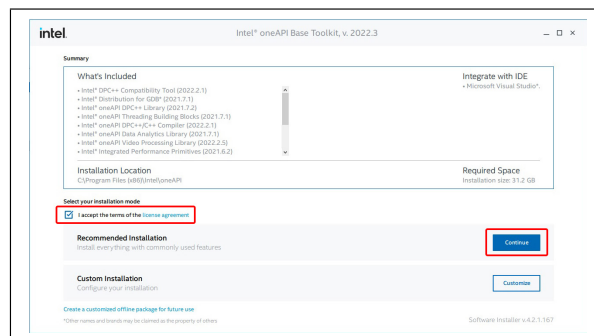 intel.
Intel® oneAPI Base Toolkit, v. 2022.3
Summary
What's Included
• Intel® DPC++ Compatibility Tool (2022.2.1)
• Intel® Distribution for GDB* (2021.7.1)
• Intel® oneAPI DPC++ Library (2021.7.2)
• Intel® oneAPI Threading Building Blocks (2021.7.1)
• Intel® oneAPI DPC++/C++ Compiler (2022.2.1)
• Intel® oneAPI Data Analytics Library (2021.7.1)
• Intel® oneAPI Video Processing Library (2022.2.5)
• Intel® Integrated Performance Primitives (2021.6.2)
Integrate with IDE
• Microsoft Visual Studio*.
Installation Location
C:\Program Files (x86)\Intel\oneAPI
Required Space
Installation size: 31.2 GB
Select your installation mode
I accept the terms of the license agreement
Recommended Installation
Install everything with commonly used features
Continue
Custom Installation
Configure your installation
Customize
Create a customized offline package for future use
*Other names and brands may be claimed as the property of others
Software Installer v.4.2.1.167